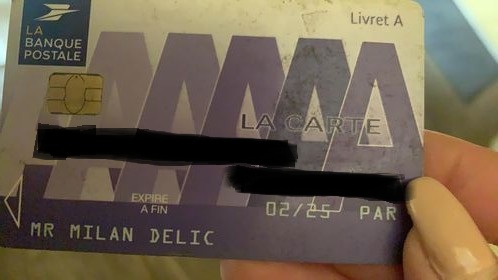 LA
BANQUE
POSTALE
Livret A
LA CARTE
EXPIRE
A FIN
02/25 PAR
MR MILAN DELIC